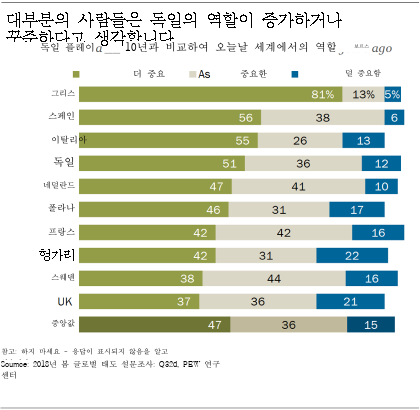 대부분의 사람들은 독일의 역할이 증가하거나
꾸준하다고 생각합니다
독일 플레이a __ 10년과 비교하여 오늘날 세계에서의 역할 ago
더 중요 As 중요한 덜 중요함
그리스 81% 13% 5%
스페인 56 38 6
이탈리아 55 26 13
독일 51 36 12
네덜란드 47 41 10
폴란나 46 31 17
프랑스 42 42 16
헝가리 42 31 22
스웨덴 38 44 16
UK 37 36 21
중앙값 47 36 15
참고: 하지 마세요 - 응답이 표시되지 않음을 알고
Soumce: 2018년 봄 글로벌 태도 설문조사: Q32d, PEW 연구
센터